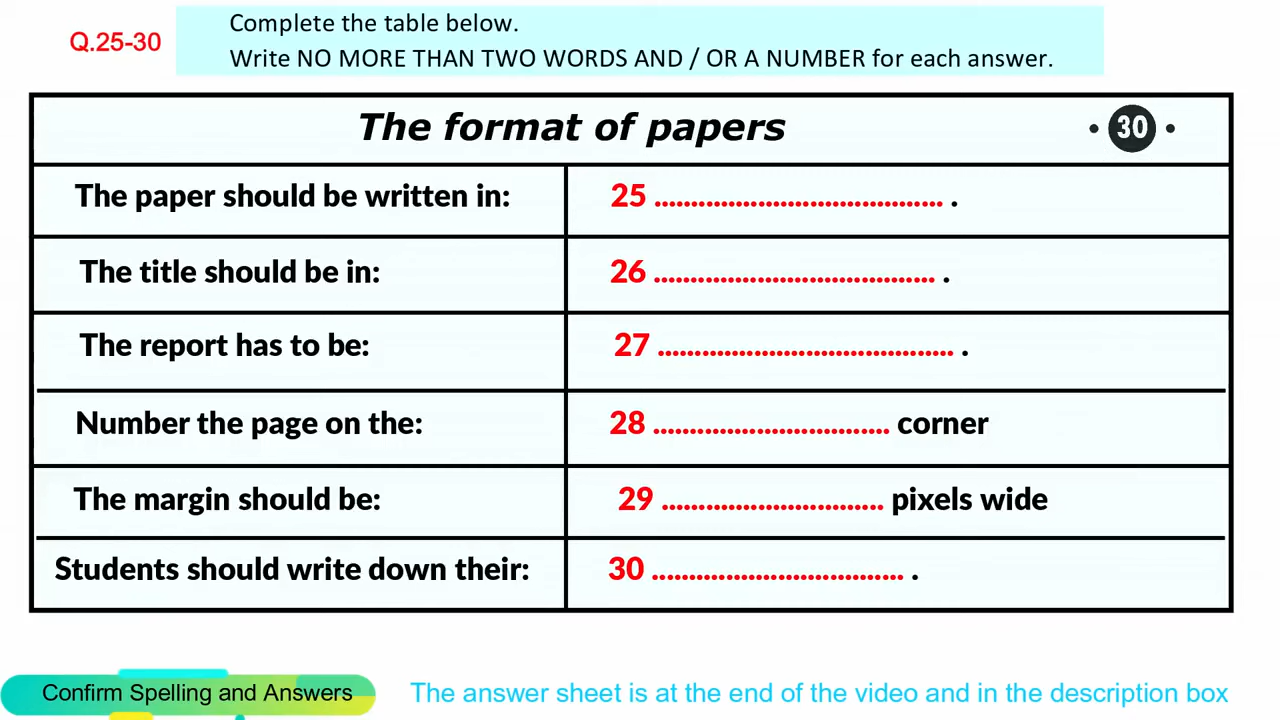 Q.25-30
Complete the table below.
Write NO MORE THAN TWO WORDS AND / OR A NUMBER for each answer.
The format of papers • 30 •
The paper should be written in: 25 ....................................... .
The title should be in: 26 ...................................... .
The report has to be: 27 ........................................ .
Number the page on the: 28 ................................ corner
The margin should be: 29 .............................. pixels wide
Students should write down their: 30 .................................. .
Confirm Spelling and Answers
The answer sheet is at the end of the video and in the description box